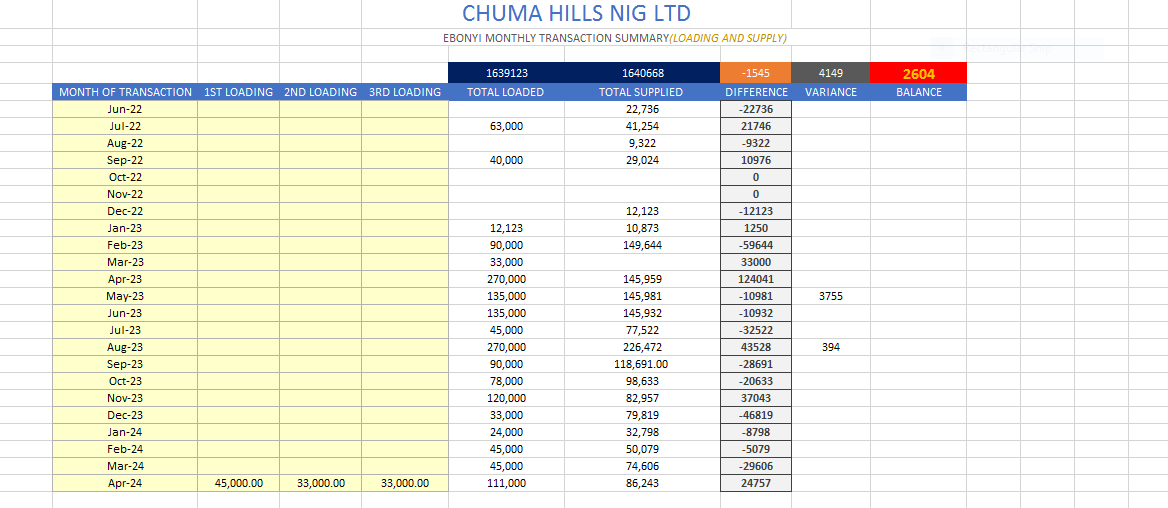 CHUMA HILLS NIG LTD
EBONYI MONTHLY TRANSACTION SUMMARY(LOADING AND SUPPLY)
1639123 1640668 -1545 4149 2604
MONTH OF TRANSACTION 1ST LOADING 2ND LOADING 3RD LOADING TOTAL LOADED TOTAL SUPPLIED DIFFERENCE VARIANCE BALANCE
Jun-22 22,736 -22736
Jul-22 63,000 41,254 21746
Aug-22 9,322 -9322
Sep-22 40,000 29,024 10976
Oct-22 0
Nov-22 0
Dec-22 12,123 -12123
Jan-23 12,123 10,873 1250
Feb-23 90,000 149,644 -59644
Mar-23 33,000 33000
Apr-23 270,000 145,959 124041
May-23 135,000 145,981 -10981 3755
Jun-23 135,000 145,932 -10932
Jul-23 45,000 77,522 -32522
Aug-23 270,000 226,472 43528 394
Sep-23 90,000 118,691.00 -28691
Oct-23 78,000 98,633 -20633
Nov-23 120,000 82,957 37043
Dec-23 33,000 79,819 -46819
Jan-24 24,000 32,798 -8798
Feb-24 45,000 50,079 -5079
Mar-24 45,000 74,606 -29606
Apr-24 45,000.00 33,000.00 33,000.00 111,000 86,243 24757